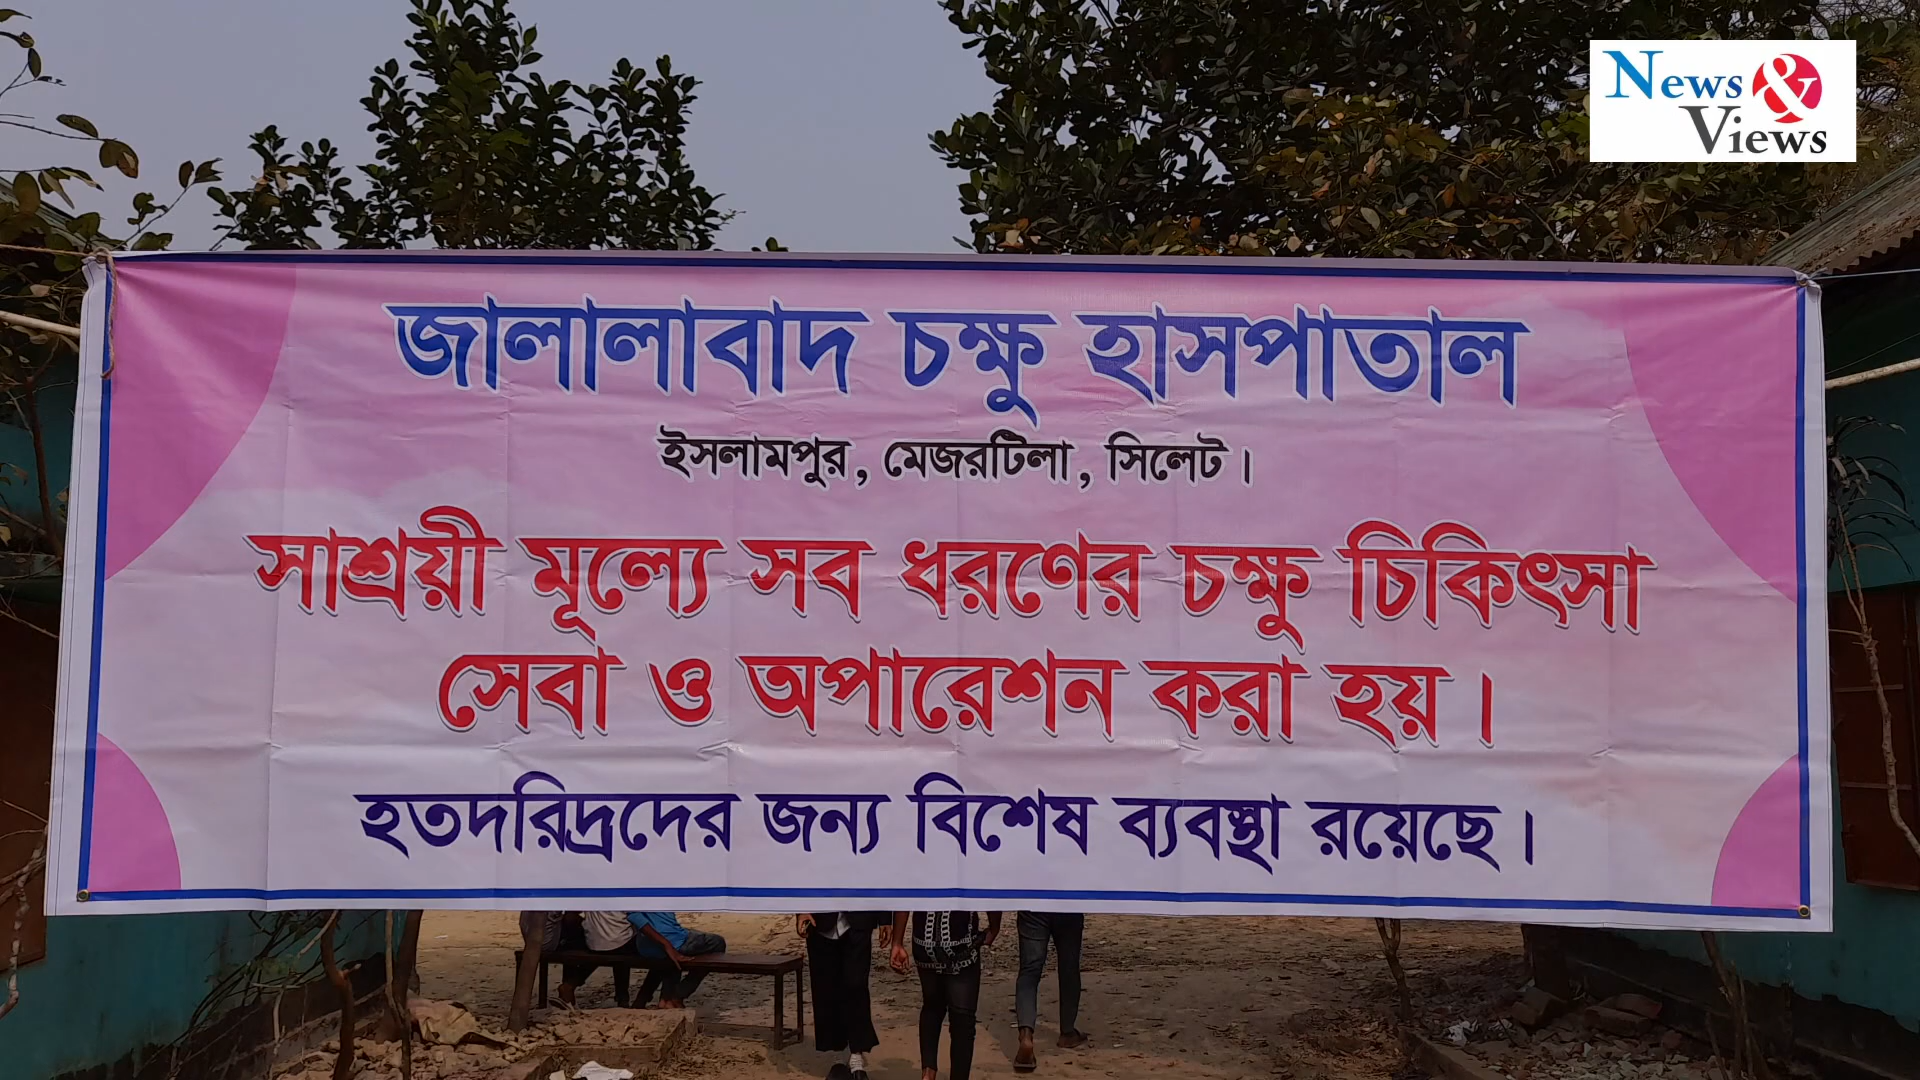 News &
Views
জালালাবাদ চক্ষু হাসপাতাল
ইসলামপুর, মেজরটিলা, সিলেট।
সাশ্রয়ী মূল্যে সব ধরণের চক্ষু চিকিৎসা
সেবা ও অপারেশন করা হয়।
হতদরিদ্রদের জন্য বিশেষ ব্যবস্থা রয়েছে।